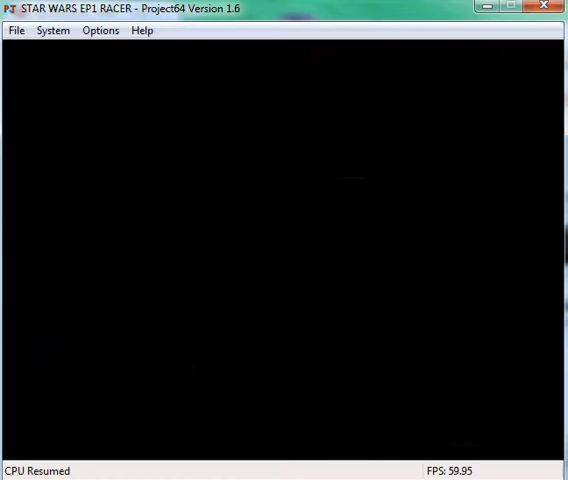 STAR WARS EP1 RACER - Project64 Version 1.6
File System Options Help
CPU Resumed FPS: 59.95